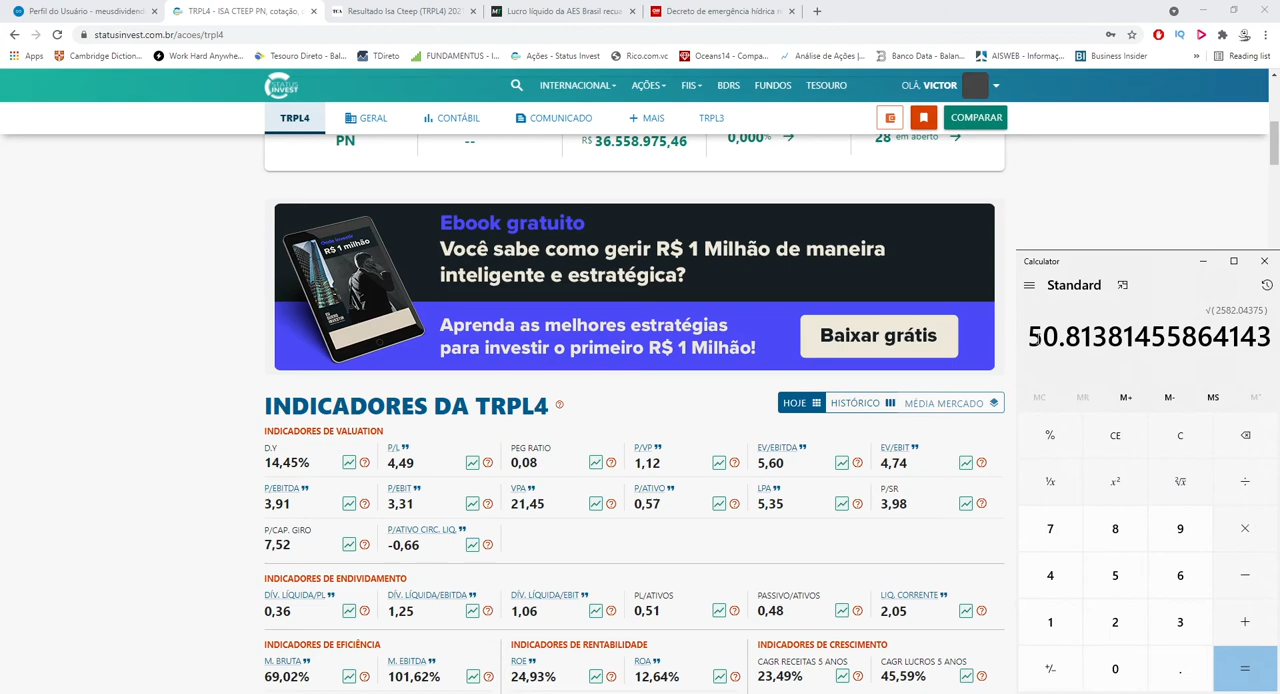 Perfil do Usuário - meusdividend
TRPL4 - ISA CTEEP PN, cotação,
Resultado Isa Cteep (TRPL4) 202
Lucro líquido da AES Brasil recua
Decreto de emergência hídrica
statusinvest.com.br/acoes/trpl4
Apps
Cambridge Diction...
Work Hard Anywhe...
Tesouro Direto - Bal...
TDireto
FUNDAMENTUS - I...
Ações - Status Invest
Rico.com.vc
Oceans14 - Compa...
Análise de Ações |...
Banco Data - Balan...
AISWEB - Informaç...
Business Insider
»
Reading list
STATUS
INVEST
INTERNACIONAL
AÇÕES
FIIS
BDRS
FUNDOS
TESOURO
OLÁ, VICTOR
TRPL4
GERAL
CONTÁBIL
COMUNICADO
+ MAIS
TRPL3
COMPARAR
PN
--
R$ 36.558.975,46
0,000%
28 em aberto
Ebook gratuito
Você sabe como gerir R$ 1 Milhão de maneira
inteligente e estratégica?
R$ 1 milhão
Aprenda as melhores estratégias
para investir o primeiro R$ 1 Milhão!
Baixar grátis
INDICADORES DA TRPL4
HOJE
HISTÓRICO
MÉDIA MERCADO
INDICADORES DE VALUATION
D.Y
P/L
PEG RATIO
P/VP
EV/EBITDA
EV/EBIT
14,45%
4,49
0,08
1,12
5,60
4,74
P/EBITDA
P/EBIT
VPA
P/ATIVO
LPA
P/SR
3,91
3,31
21,45
0,57
5,35
3,98
P/CAP. GIRO
P/ATIVO CIRC. LIQ.
7,52
-0,66
INDICADORES DE ENDIVIDAMENTO
DÍV. LÍQUIDA/PL
DÍV. LÍQUIDA/EBITDA
DÍV. LÍQUIDA/EBIT
PL/ATIVOS
PASSIVO/ATIVOS
LIQ. CORRENTE
0,36
1,25
1,06
0,51
0,48
2,05
INDICADORES DE EFICIÊNCIA
INDICADORES DE RENTABILIDADE
INDICADORES DE CRESCIMENTO
M. BRUTA
M. EBITDA
ROE
ROA
CAGR RECEITAS 5 ANOS
CAGR LUCROS 5 ANOS
69,02%
101,62%
24,93%
12,64%
23,49%
45,59%
Calculator
Standard
√(2582.04375)
50.81381455864143
MC
MR
M+
M-
MS
M˅
%
CE
C
⅟x
x²
²√x
÷
7
8
9
×
4
5
6
−
1
2
3
+
+/-
0
.
=